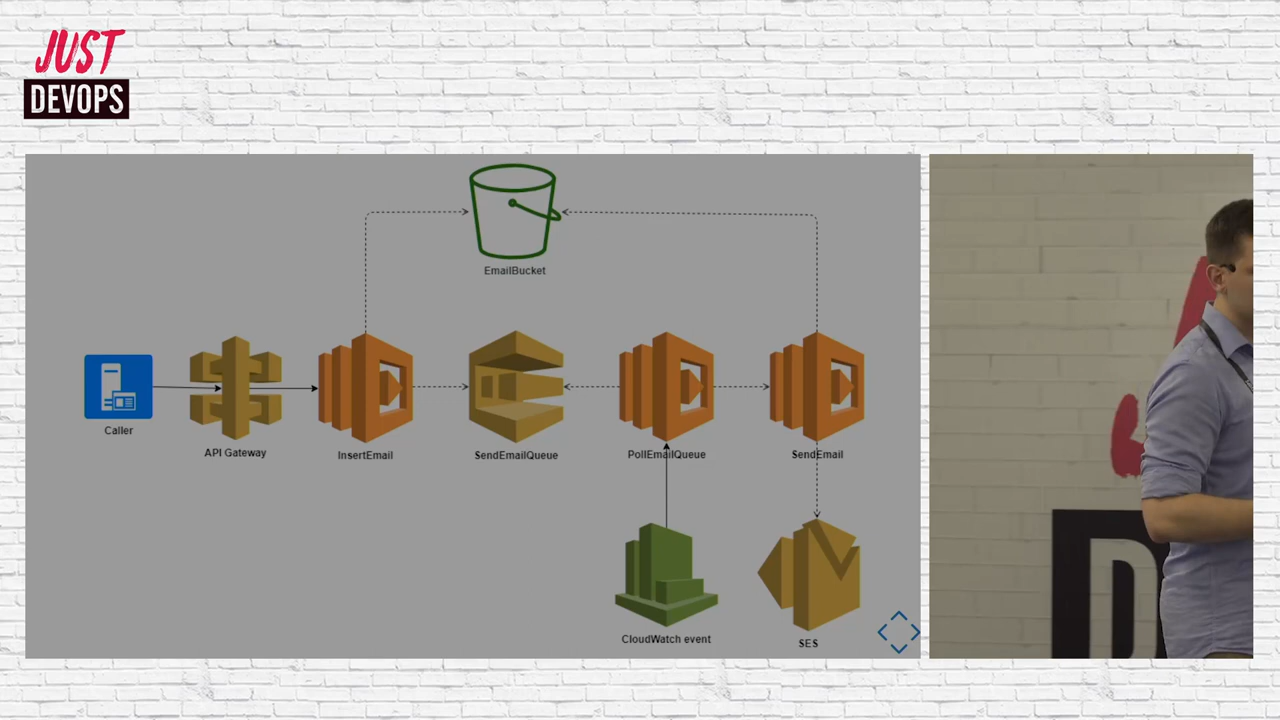 JUST
DEVOPS
EmailBucket
Caller
API Gateway
InsertEmail
SendEmailQueue
PollEmailQueue
SendEmail
CloudWatch event
SES
D